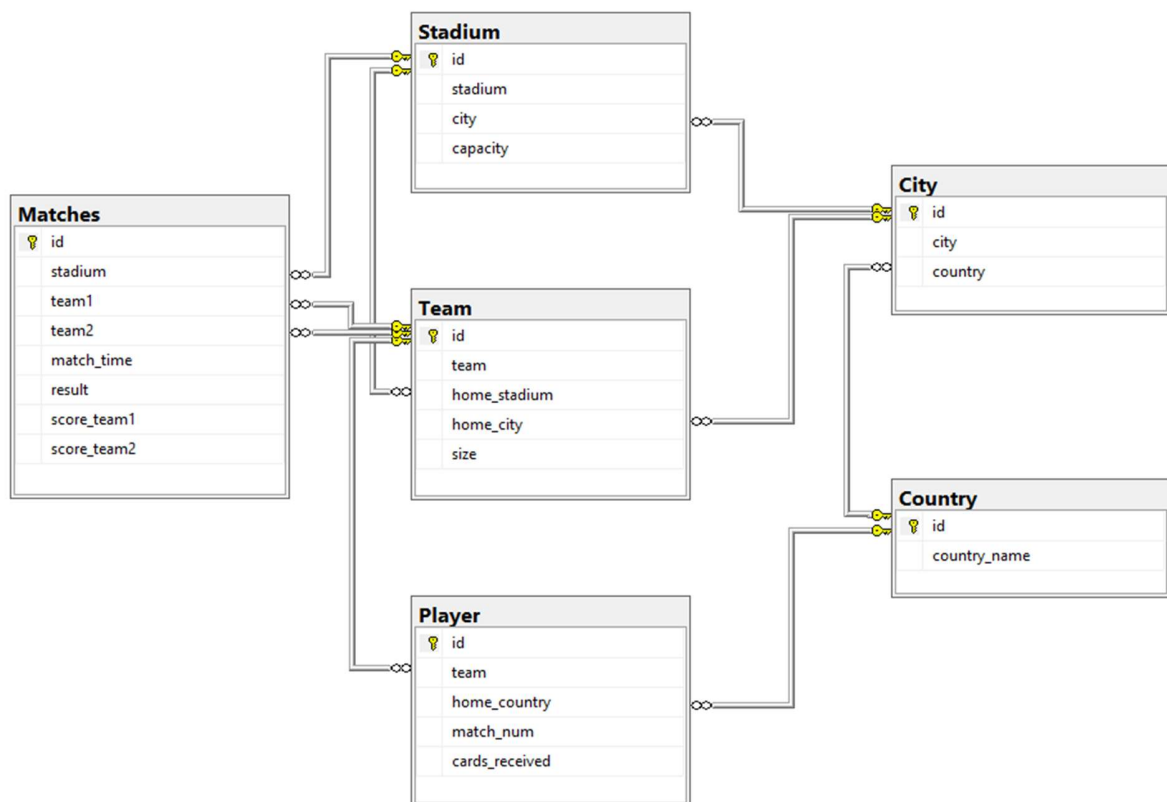 Stadium
id
stadium
city
capacity
Matches
id
stadium
team1
team2
match_time
result
score_team1
score_team2
Team
id
team
home_stadium
home_city
size
City
id
city
country
Country
id
country_name
Player
id
team
home_country
match_num
cards_received